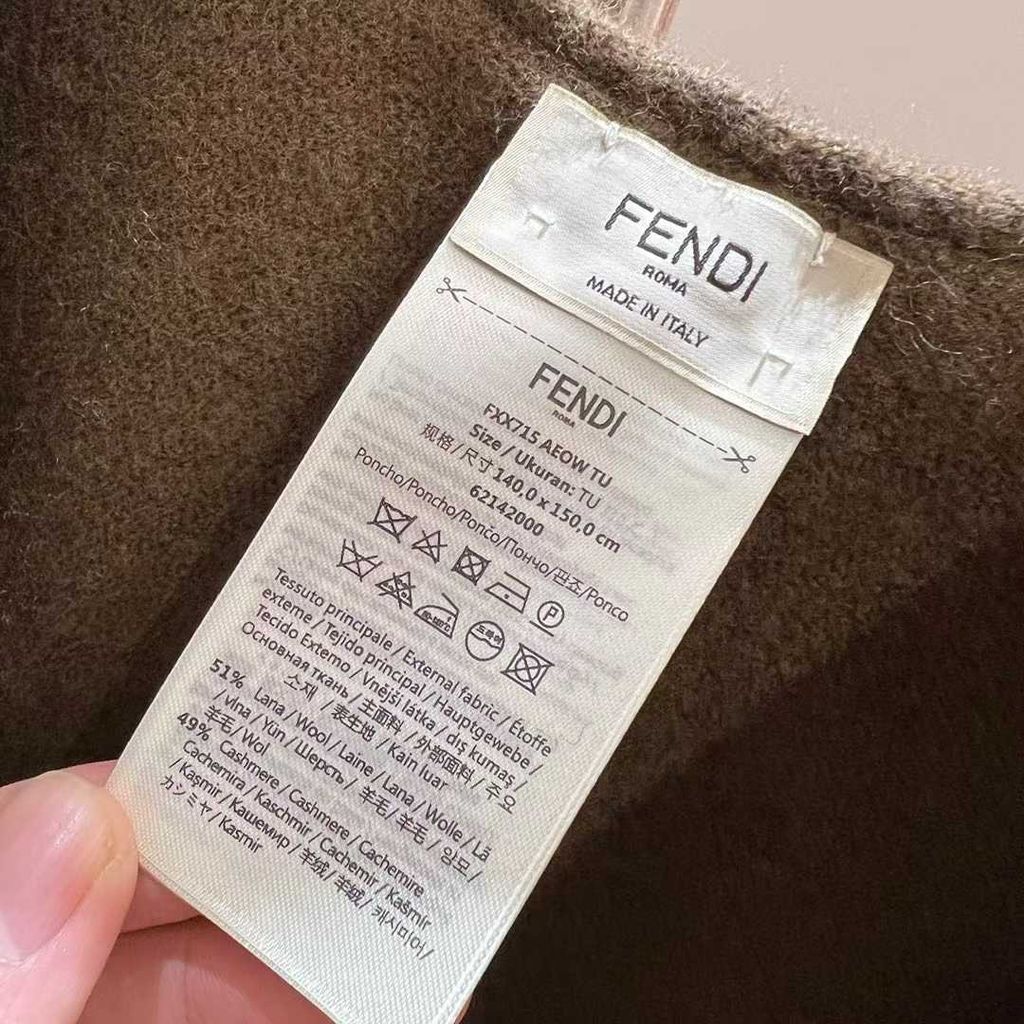 FENDI
ROMA
MADE IN ITALY
FENDI
ROMA
FXX715 AEOW TU
Size / Ukuran: TU
规格/尺寸 140,0 x 150,0 cm
62142000
Poncho/Poncho/Pončo/Пончо/판쵸/Ponco
P
드라이
Tessuto principale / External fabric / Étoffe
externe / Tejido principal / Hauptgewebe /
Tecido Externo / Vnější látka / dış kumaş /
Основная ткань / 主面料 / 外部面料 / 주요
소재 / 表生地 / Kain luar
51% Lana / Wool / Laine / Lana / Wolle / Lã
/ vlna / Yün / Шерсть / 羊毛 / 羊毛 / 양모 /
羊毛 / Wol
49% Cashmere / Cashmere / Cachemire
Cachemira / Kaschmir / Cachemir / Kašmír
/ Kaşmir / Кашемир / 羊绒 / 羊绒 / 캐시미어 /
カシミヤ / Kasmir